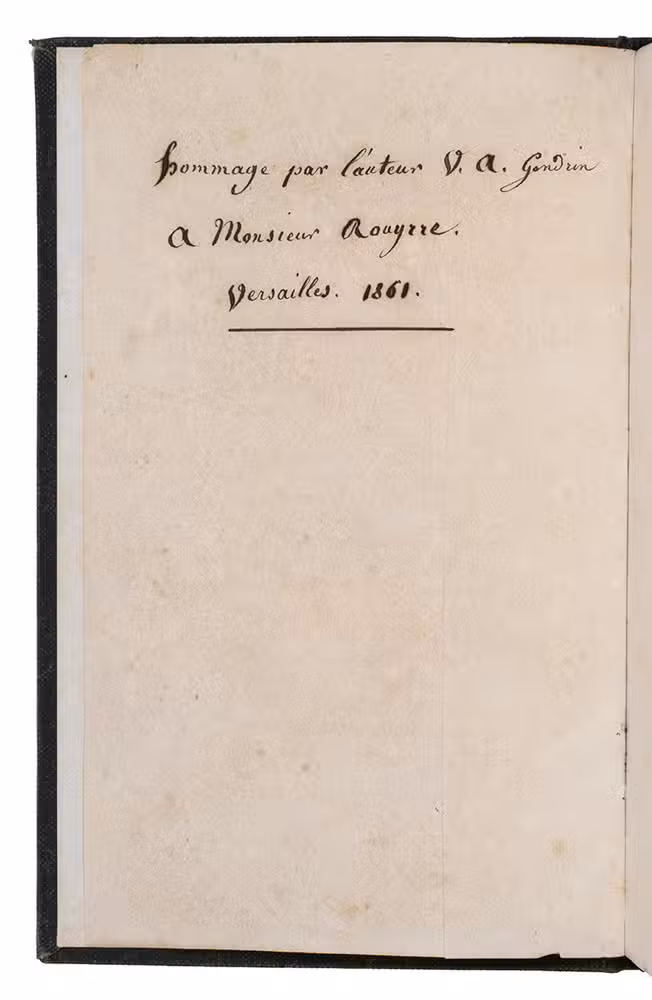 hommage par l'auteur V. A. Gondrin
A Monsieur Rouyrre.
Versailles. 1861.